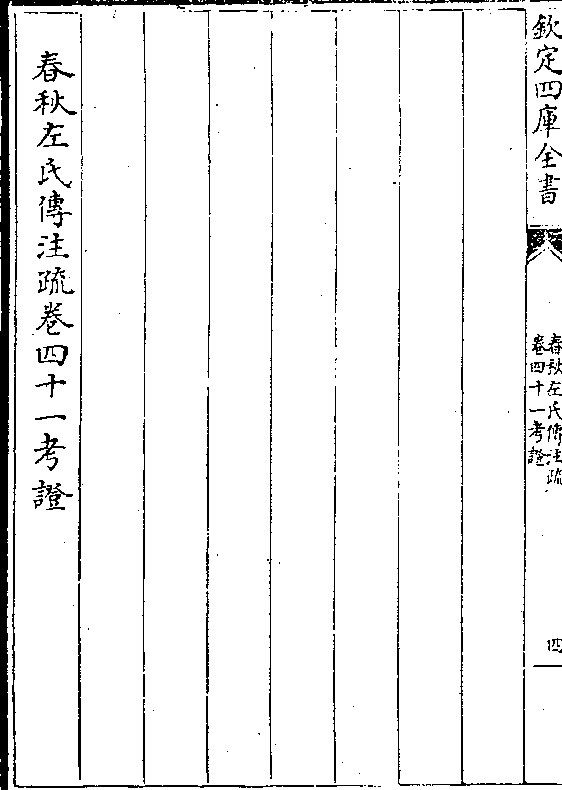 欽定四庫全書
春秋左氏傳注疏
卷四十一考證
四
春秋左氏傳注疏卷四十一考證